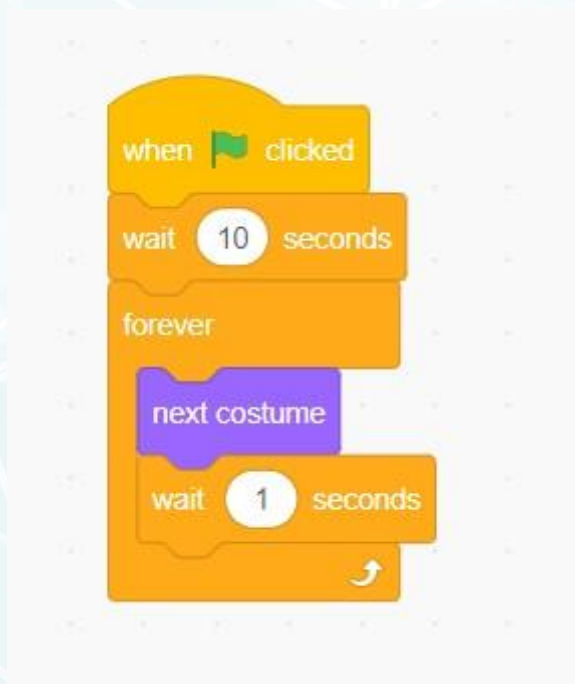 when clicked
wait 10 seconds
forever
next costume
wait 1 seconds